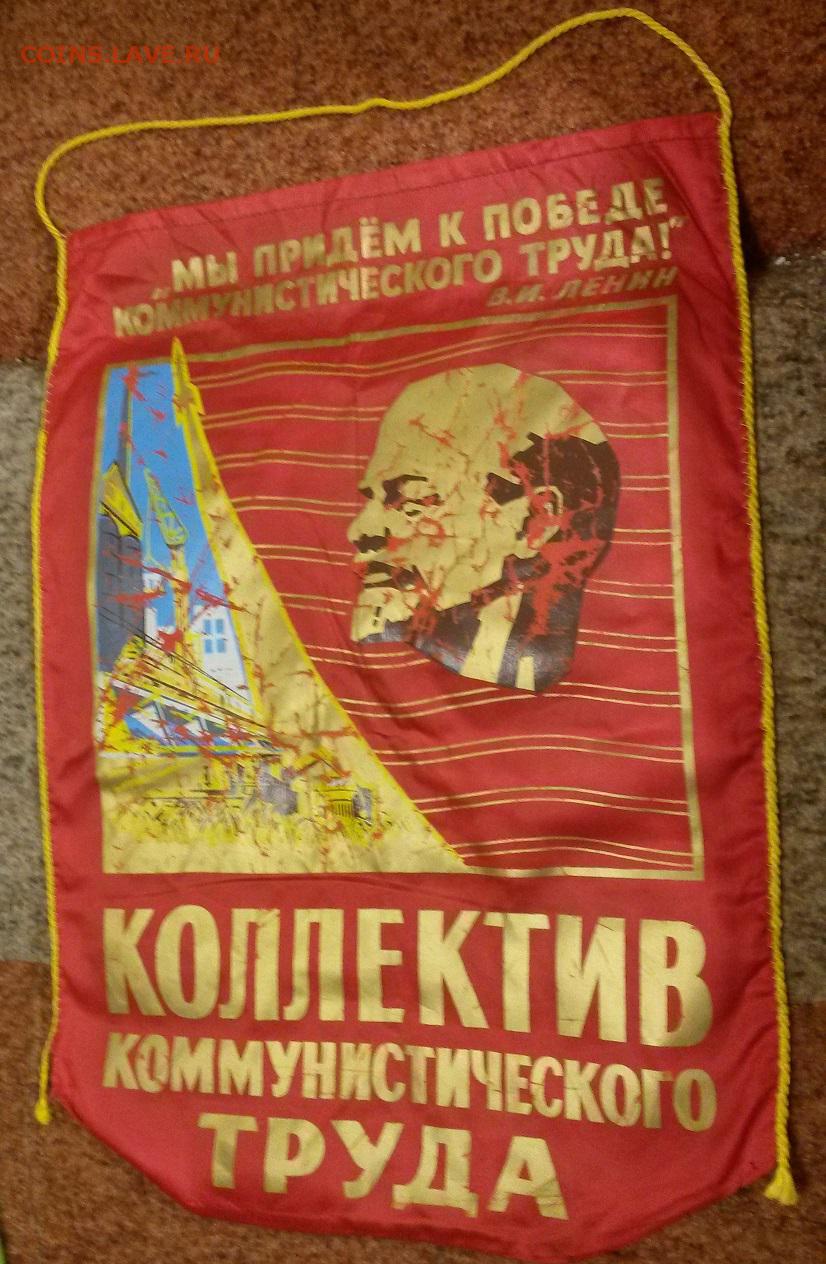 COINS.LAVE.RU
„МЫ ПРИДЁМ К ПОБЕДЕ
КОММУНИСТИЧЕСКОГО ТРУДА!"
В.И. ЛЕНИН
КОЛЛЕКТИВ
КОММУНИСТИЧЕСКОГО
ТРУДА